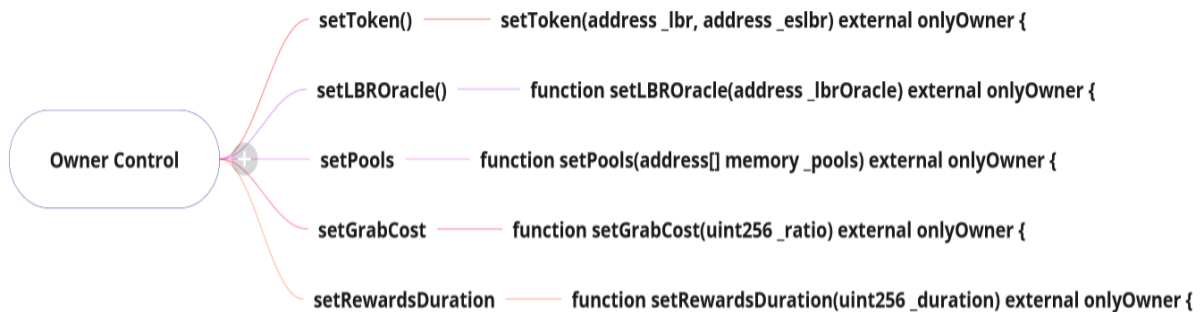 setToken() setToken(address _lbr, address _eslbr) external onlyOwner {
setLBROracle() function setLBROracle(address _lbrOracle) external onlyOwner {
Owner Control setPools function setPools(address[] memory _pools) external onlyOwner {
setGrabCost function setGrabCost(uint256 _ratio) external onlyOwner {
setRewardsDuration function setRewardsDuration(uint256 _duration) external onlyOwner {